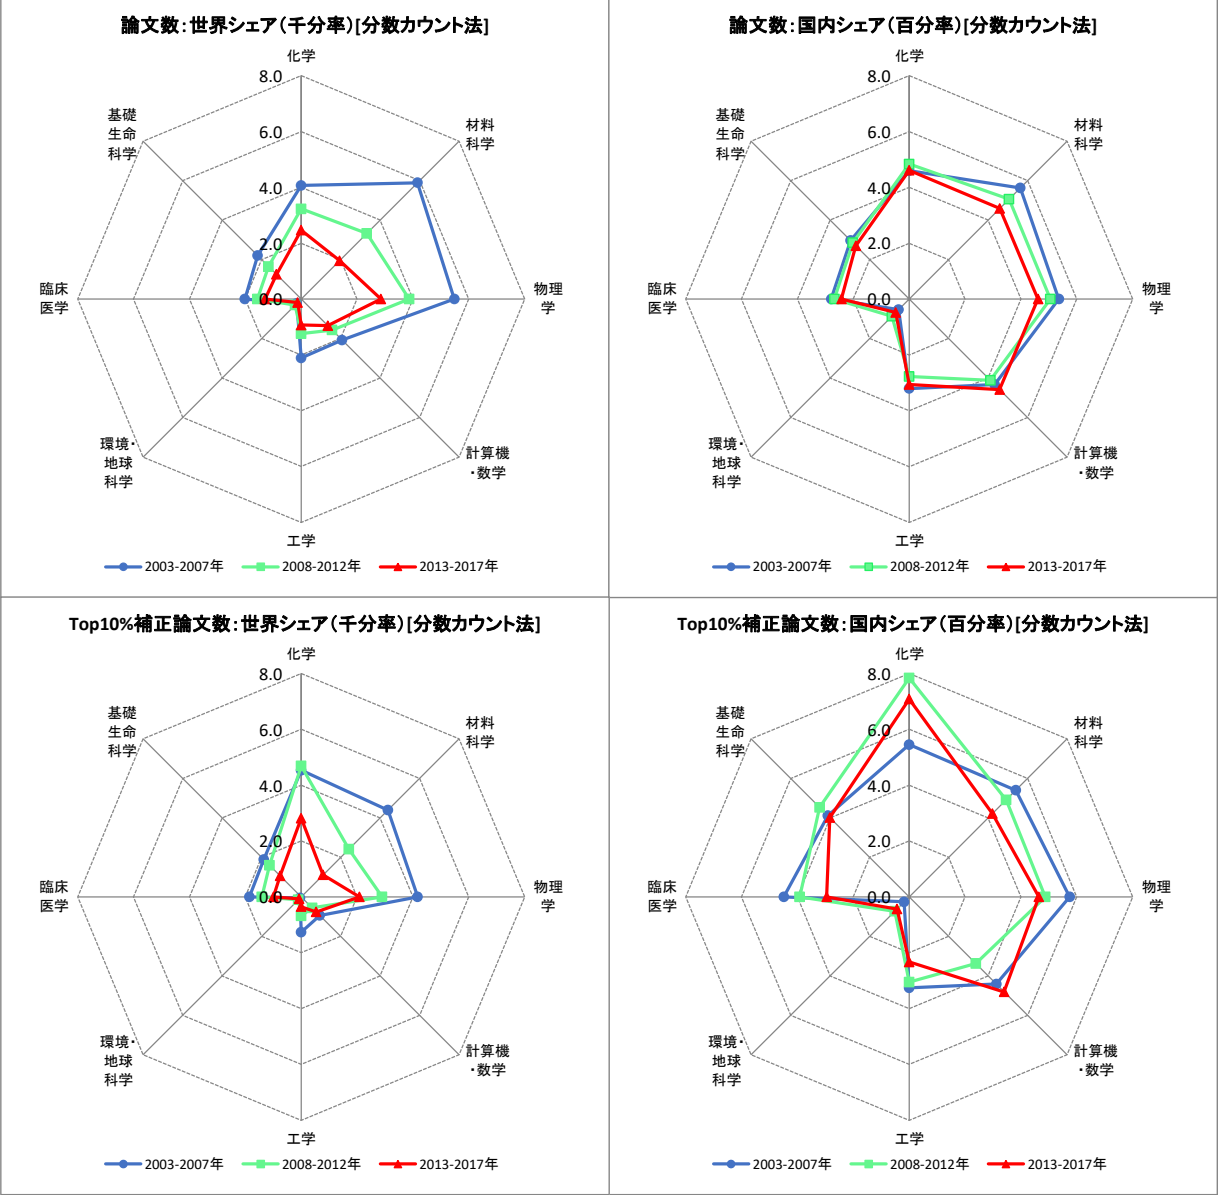 論文数：世界シェア（千分率）[分数カウント法]
化学
8.0
6.0
4.0
2.0
0.0
材料
科学
物理
学
計算機
・数学
工学
環境・
地球
科学
臨床
医学
基礎
生命
科学
2003-2007年
2008-2012年
2013-2017年
論文数：国内シェア（百分率）[分数カウント法]
化学
8.0
6.0
4.0
2.0
0.0
材料
科学
物理
学
計算機
・数学
工学
環境・
地球
科学
臨床
医学
基礎
生命
科学
2003-2007年
2008-2012年
2013-2017年
Top10%補正論文数：世界シェア（千分率）[分数カウント法]
化学
8.0
6.0
4.0
2.0
0.0
材料
科学
物理
学
計算機
・数学
工学
環境・
地球
科学
臨床
医学
基礎
生命
科学
2003-2007年
2008-2012年
2013-2017年
Top10%補正論文数：国内シェア（百分率）[分数カウント法]
化学
8.0
6.0
4.0
2.0
0.0
材料
科学
物理
学
計算機
・数学
工学
環境・
地球
科学
臨床
医学
基礎
生命
科学
2003-2007年
2008-2012年
2013-2017年